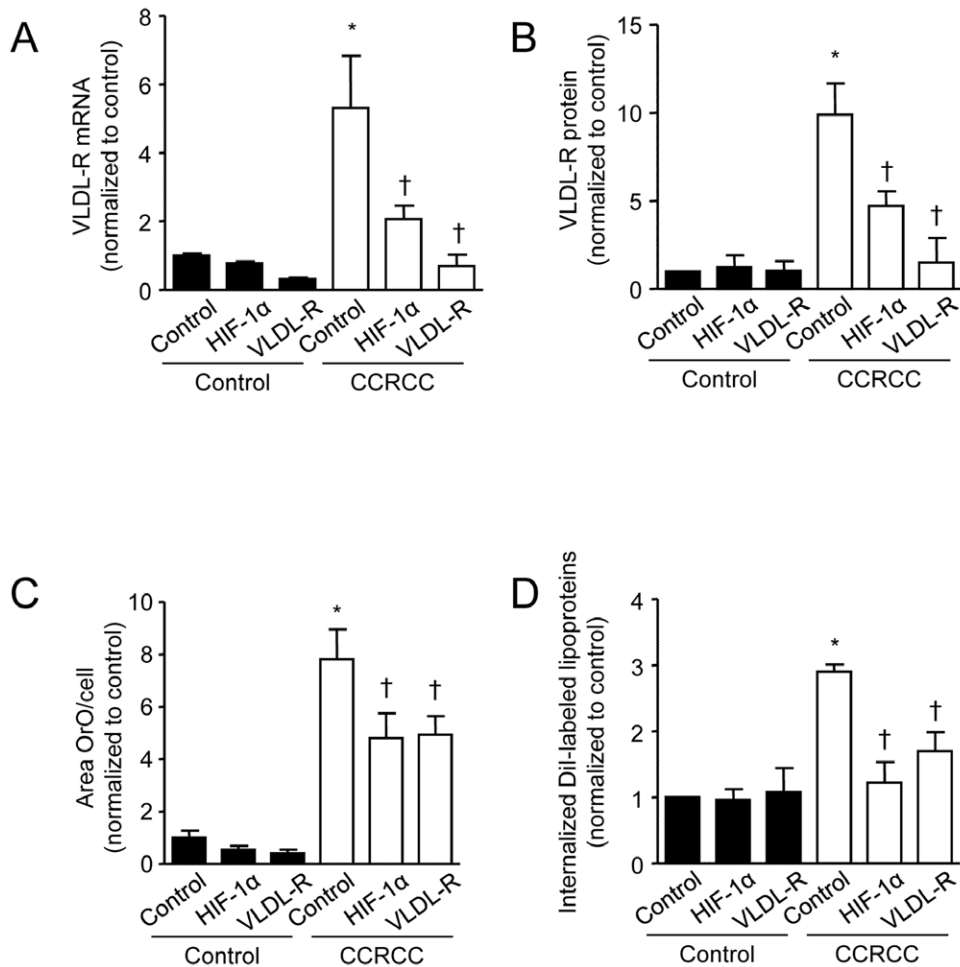 A
VLDL-R mRNA
(normalized to control)
8
6
4
2
0
*
†
†
Control
HIF-1α
VLDL-R
Control
HIF-1α
VLDL-R
Control
CCRCC
B
VLDL-R protein
(normalized to control)
15
10
5
0
*
†
†
Control
HIF-1α
VLDL-R
Control
HIF-1α
VLDL-R
Control
CCRCC
C
Area OrO/cell
(normalized to control)
10
8
6
4
2
0
*
†
†
Control
HIF-1α
VLDL-R
Control
HIF-1α
VLDL-R
Control
CCRCC
D
Internalized DiI-labeled lipoproteins
(normalized to control)
4
3
2
1
0
*
†
†
Control
HIF-1α
VLDL-R
Control
HIF-1α
VLDL-R
Control
CCRCC